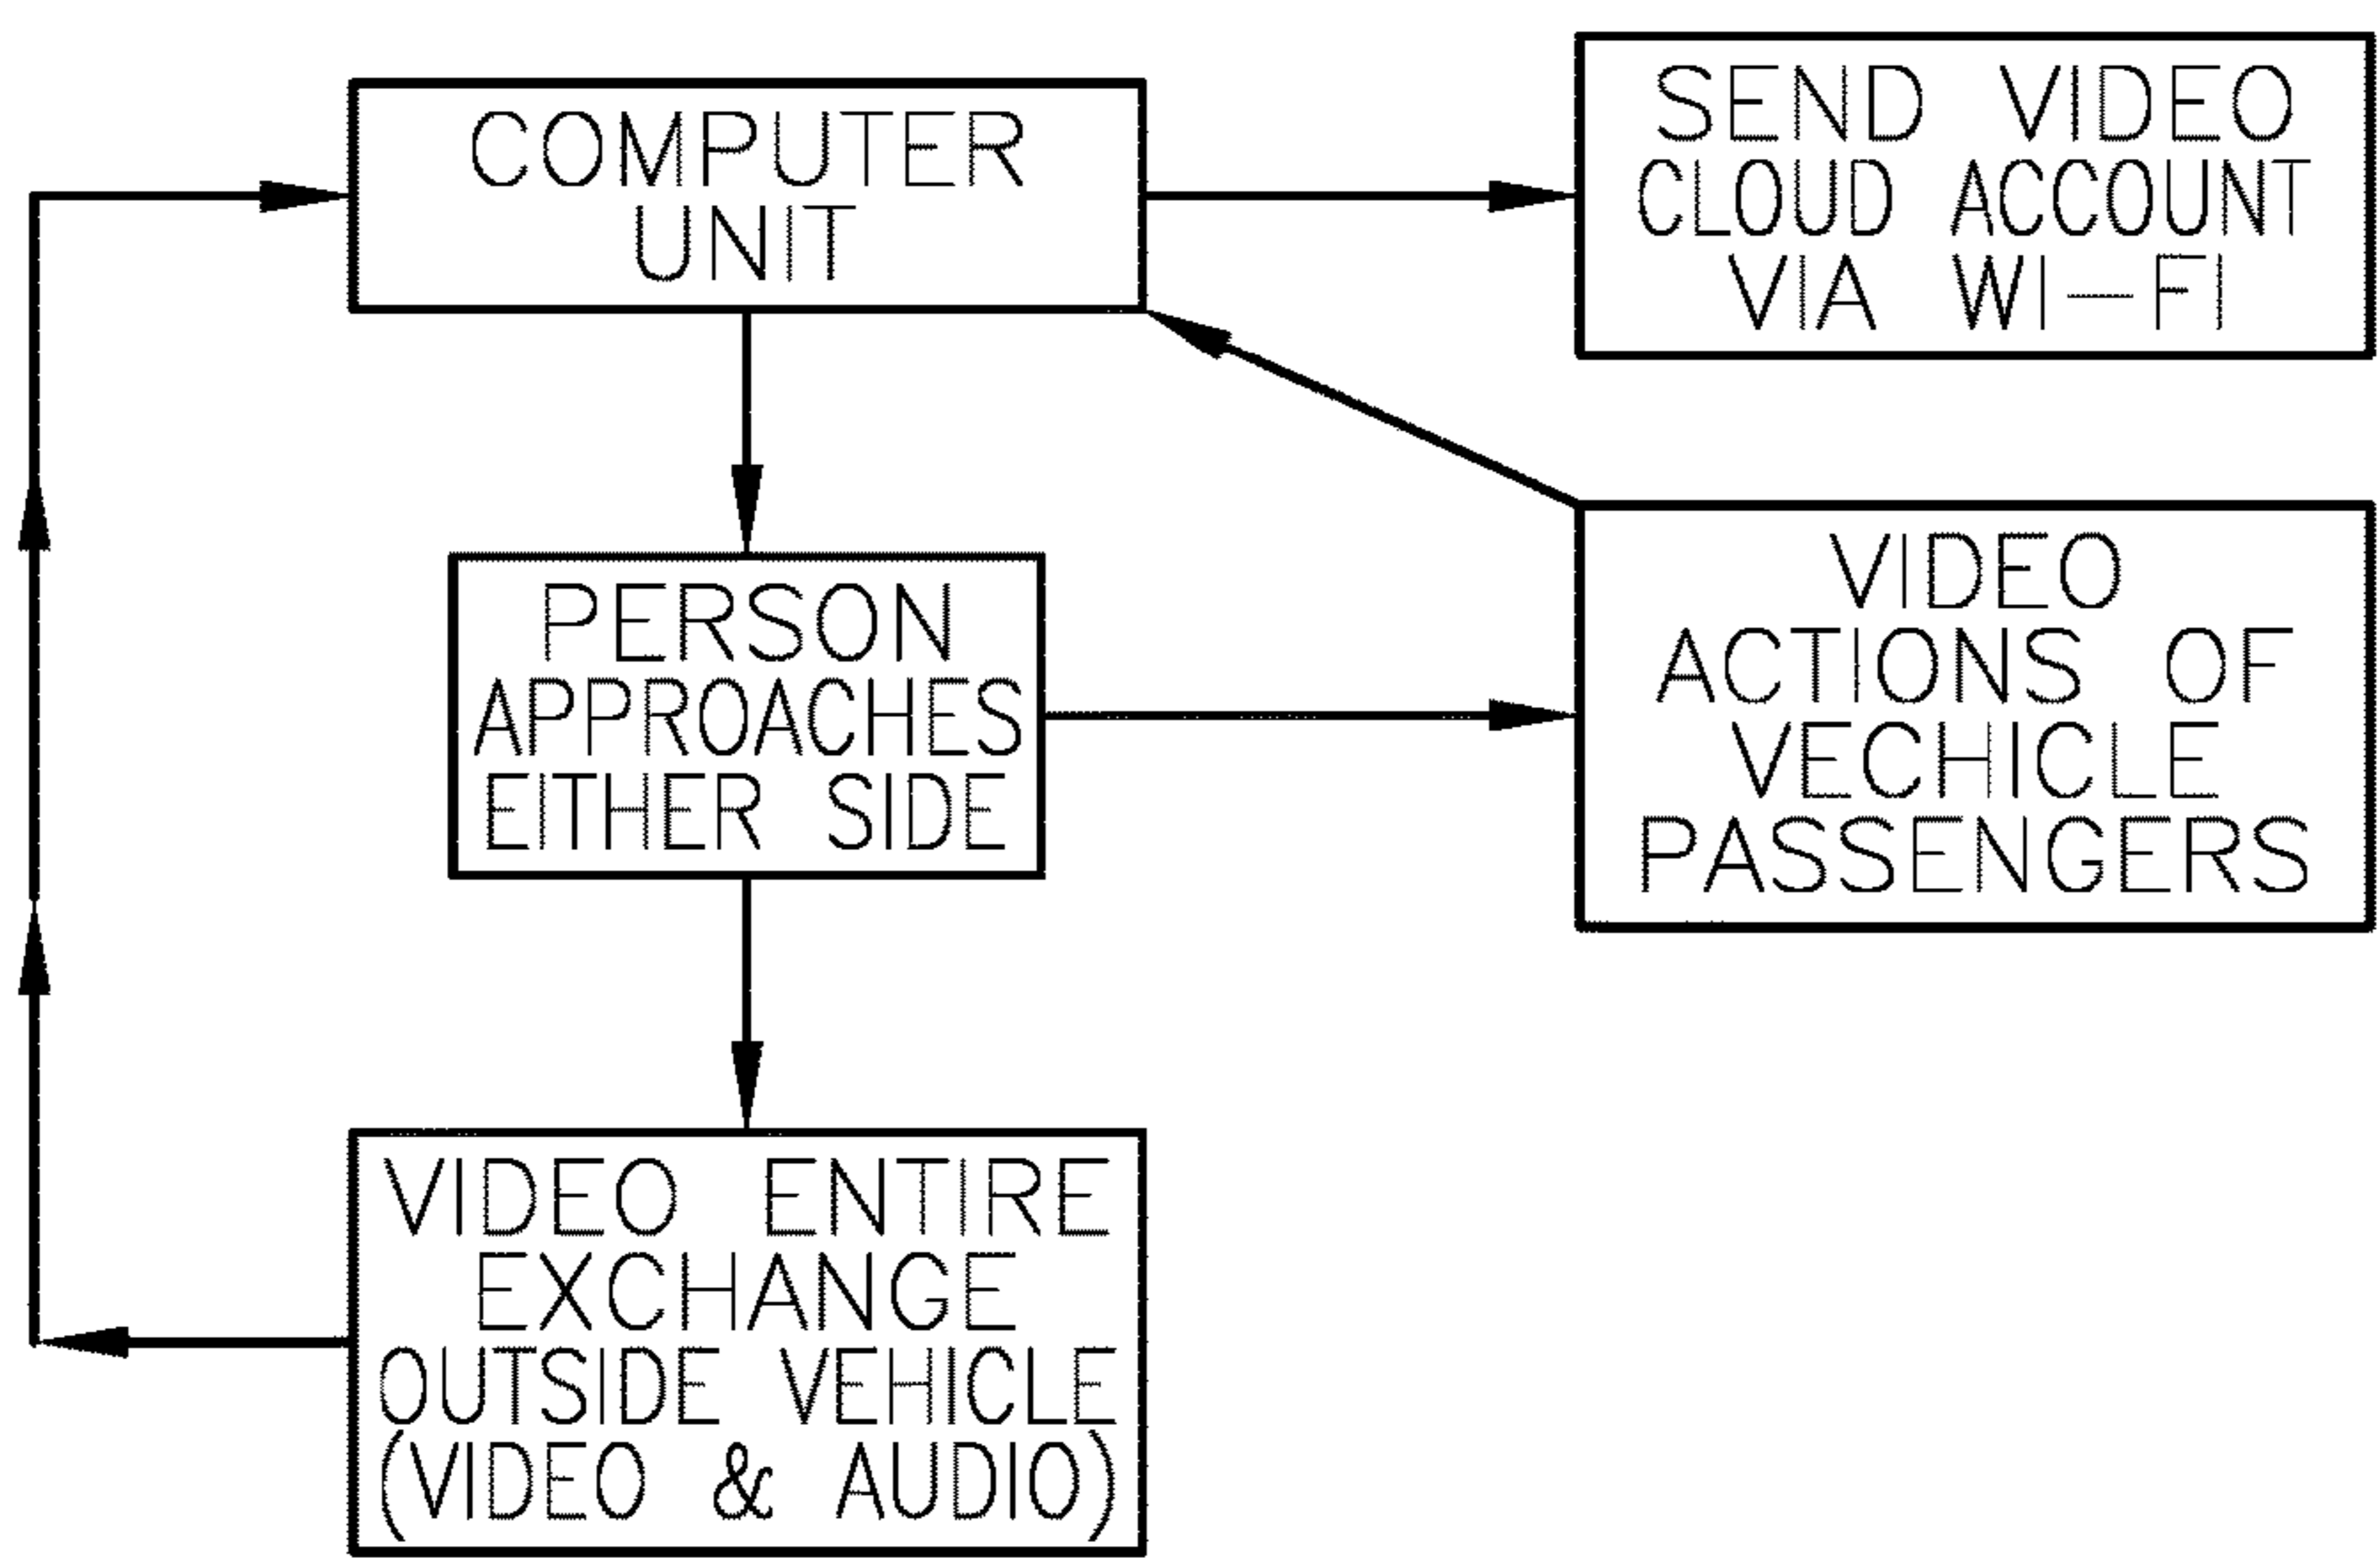 COMPUTER
UNIT
SEND VIDEO
CLOUD ACCOUNT
VIA WI-FI
PERSON
APPROACHES
EITHER SIDE
VIDEO
ACTIONS OF
VECHICLE
PASSENGERS
VIDEO ENTIRE
EXCHANGE
OUTSIDE VEHICLE
(VIDEO & AUDIO)